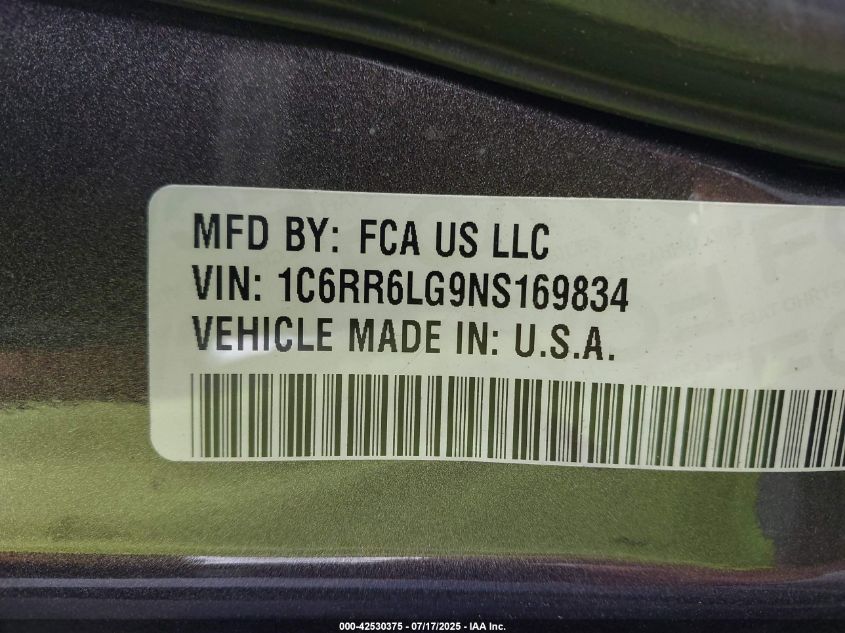 MFD BY: FCA US LLC
VIN: 1C6RR6LG9NS169834
VEHICLE MADE IN: U.S.A.
000-42530375 - 07/17/2025 - IAA Inc.